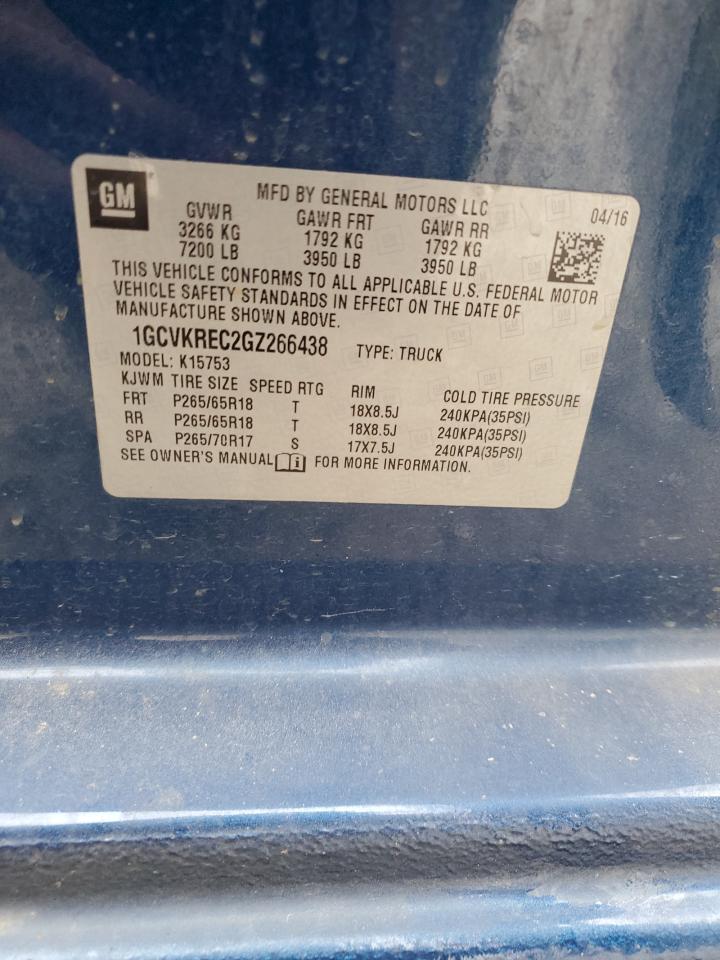 GM
MFD BY GENERAL MOTORS LLC
04/16
GVWR GAWR FRT GAWR RR
3266 KG 1792 KG 1792 KG
7200 LB 3950 LB 3950 LB
THIS VEHICLE CONFORMS TO ALL APPLICABLE U.S. FEDERAL MOTOR
VEHICLE SAFETY STANDARDS IN EFFECT ON THE DATE OF
MANUFACTURE SHOWN ABOVE.
1GCVKREC2GZ266438 TYPE: TRUCK
MODEL: K15753
KJWM TIRE SIZE SPEED RTG RIM COLD TIRE PRESSURE
FRT P265/65R18 T 18X8.5J 240KPA(35PSI)
RR P265/65R18 T 18X8.5J 240KPA(35PSI)
SPA P265/70R17 S 17X7.5J 240KPA(35PSI)
SEE OWNER'S MANUAL i FOR MORE INFORMATION.